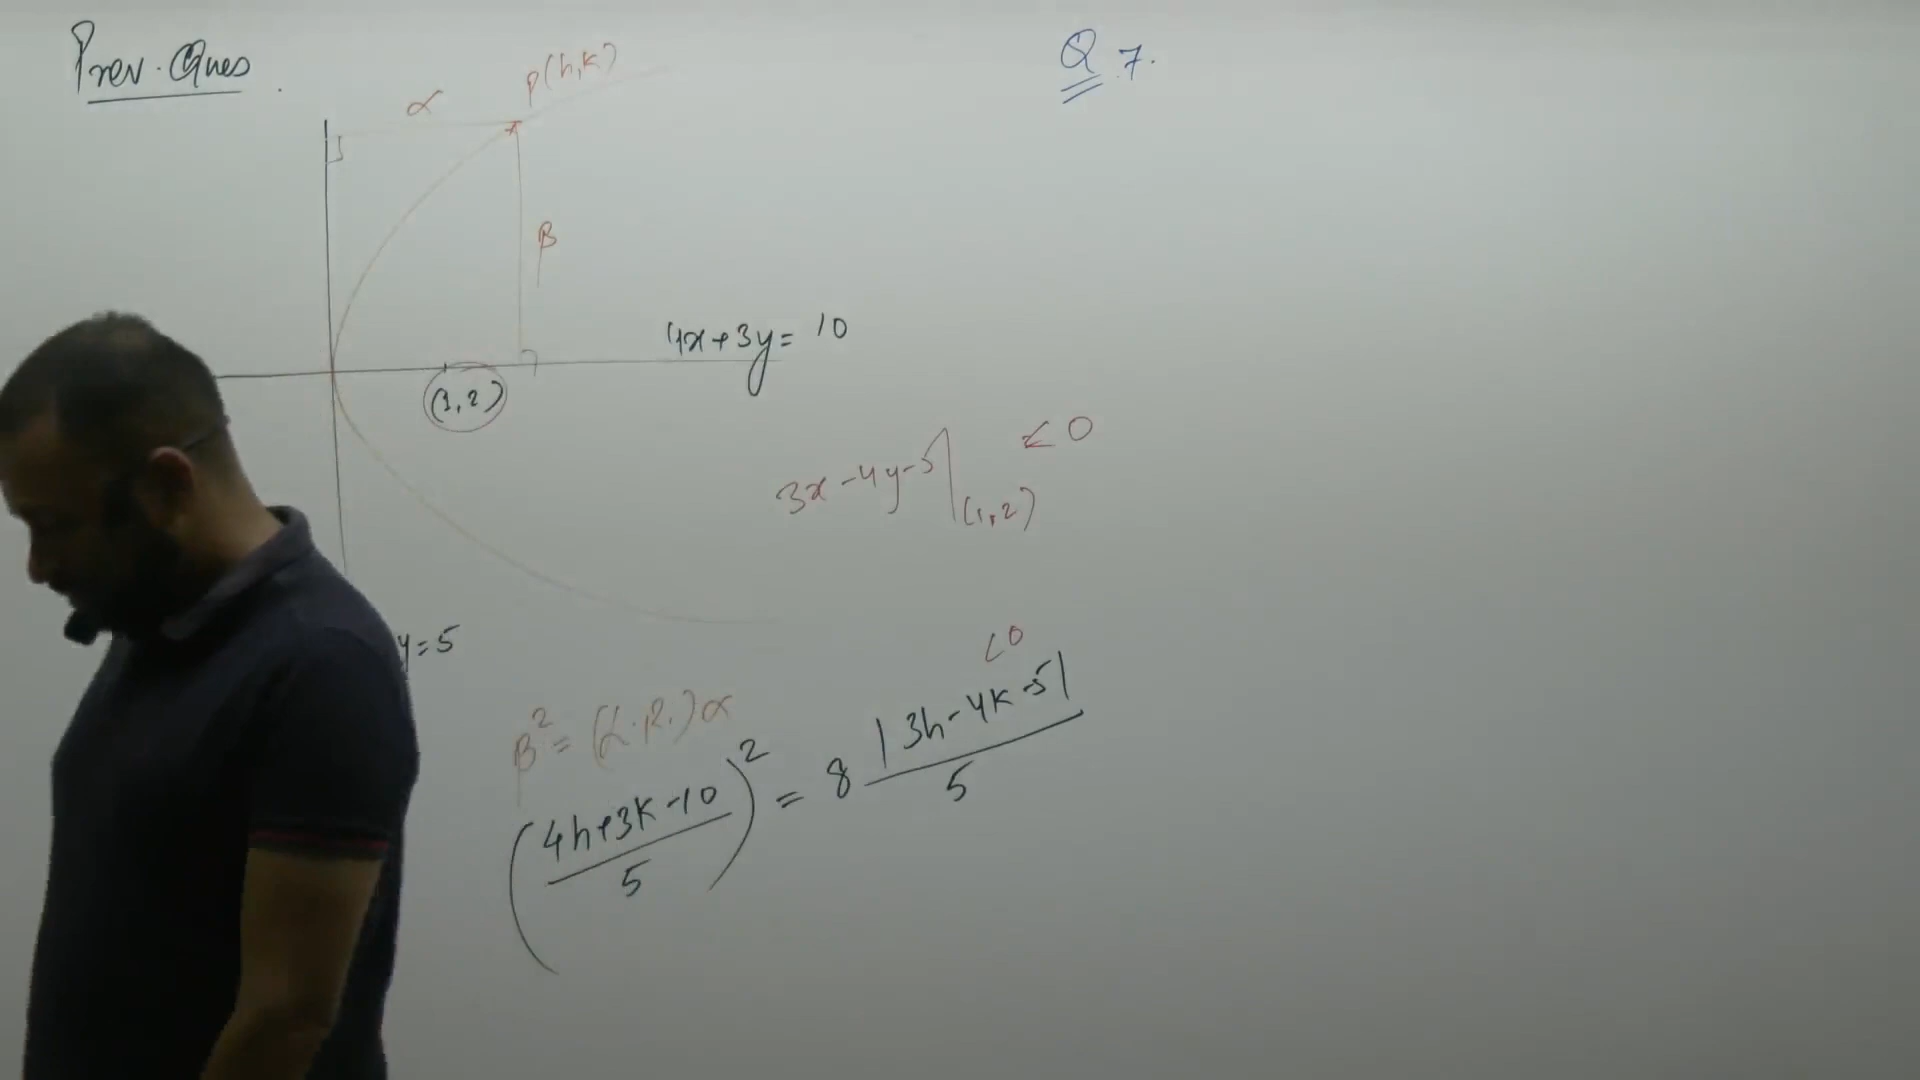 Prev. Ques.
Q 7.
α
P(h,k)
β
4x+3y= 10
(1,2)
3x-4y-5|(1,2) < 0
y=5
<0
β² = (L.R.)α
((4h+3k-10)/5)² = 8 |3h-4k-5|/5